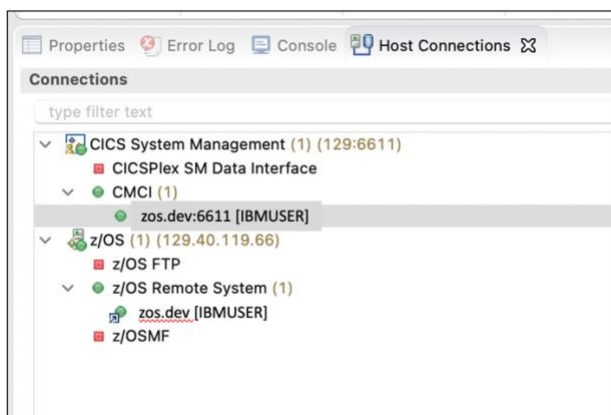 Properties Error Log Console Host Connections
Connections
type filter text
CICS System Management (1) (129:6611)
CICSPlex SM Data Interface
CMCI (1)
zos.dev:6611 [IBMUSER]
z/OS (1) (129.40.119.66)
z/OS FTP
z/OS Remote System (1)
zos.dev [IBMUSER]
z/OSMF